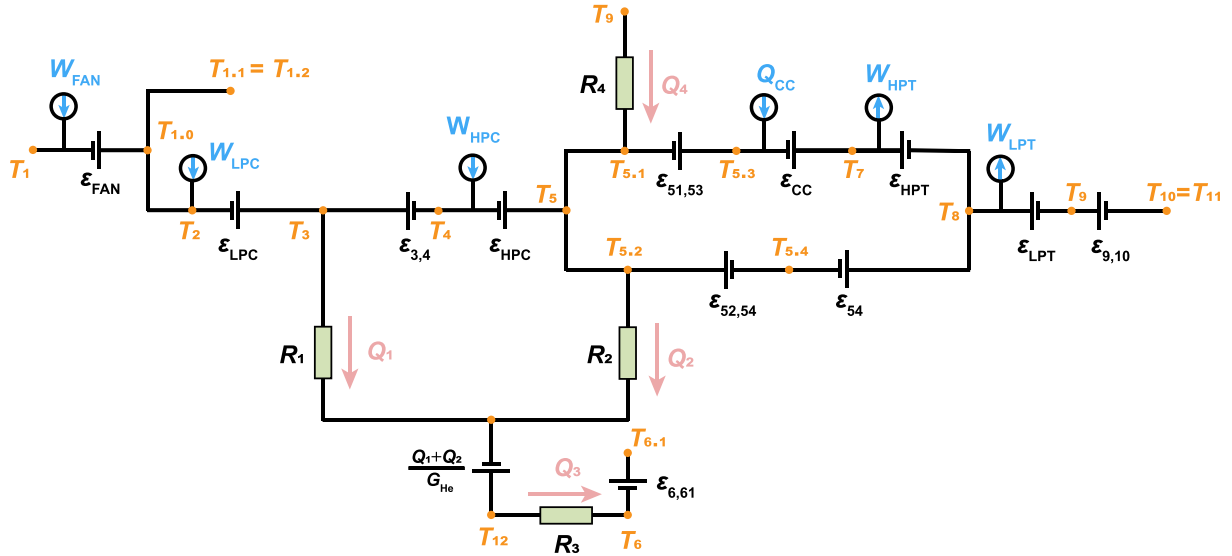 T9
WFAN
T1.1 = T1.2
R4
Q4
QCC
WHPT
T1.0
WLPC
WHPC
WLPT
T1
εFAN
T5.1
ε51,53
T5.3
εCC
T7
εHPT
T2
εLPC
T3
ε3,4
T4
εHPC
T5
T8
T9
T10=T11
εLPT
ε9,10
T5.2
T5.4
ε52,54
ε54
R1
Q1
R2
Q2
T6.1
Q1+Q2
GHe
Q3
ε6,61
T12
R3
T6